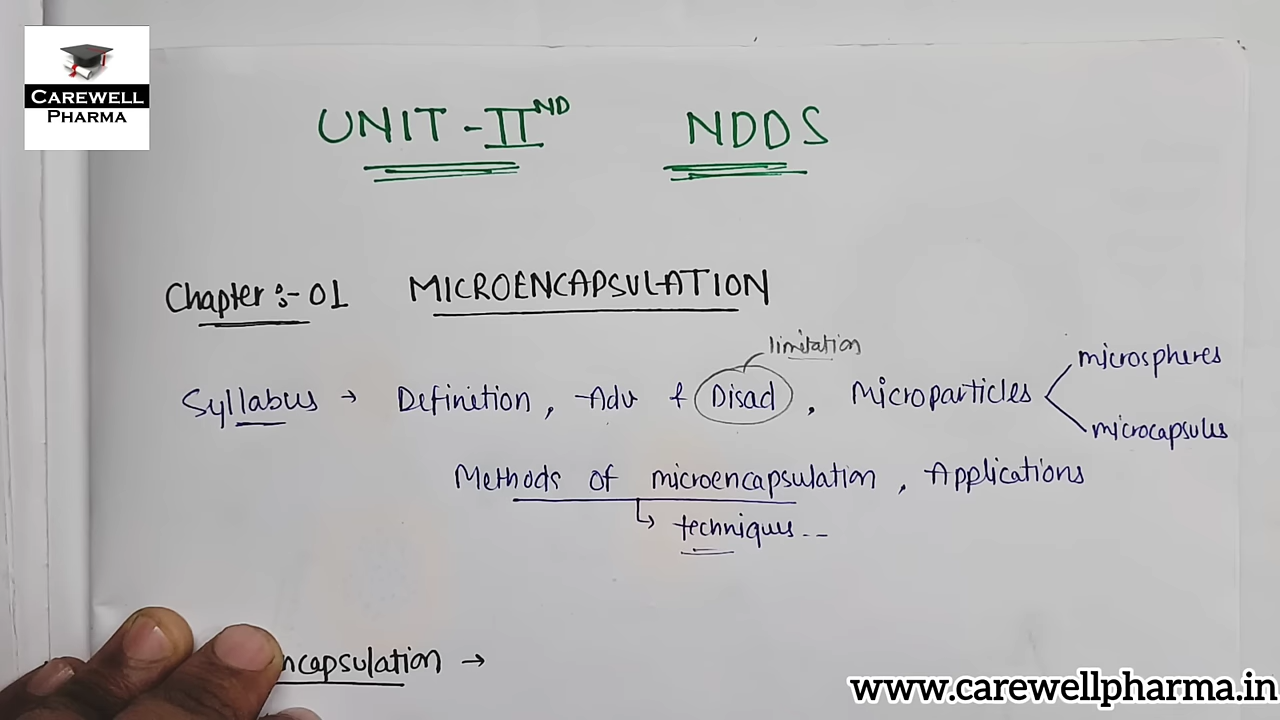 CAREWELL
PHARMA
UNIT-II ND NDDS
Chapter :- 01 MICROENCAPSULATION
limitation
Syllabus → Definition, Adv & Disad, Microparticles
microspheres
microcapsules
Methods of microencapsulation, Applications
↳ techniques --
ncapsulation →
www.carewellpharma.in